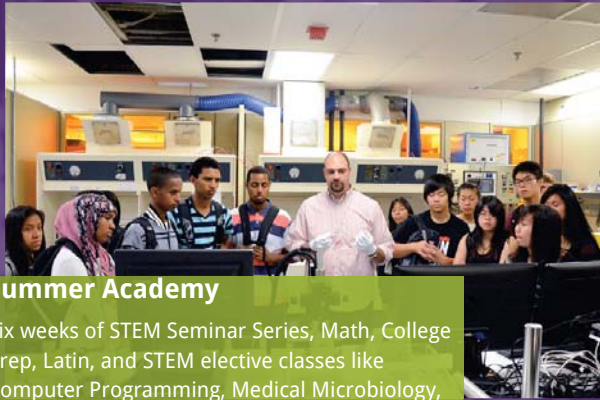 ummer Academy
ix weeks of STEM Seminar Series, Math, College
rep, Latin, and STEM elective classes like
omputer Programming, Medical Microbiology,